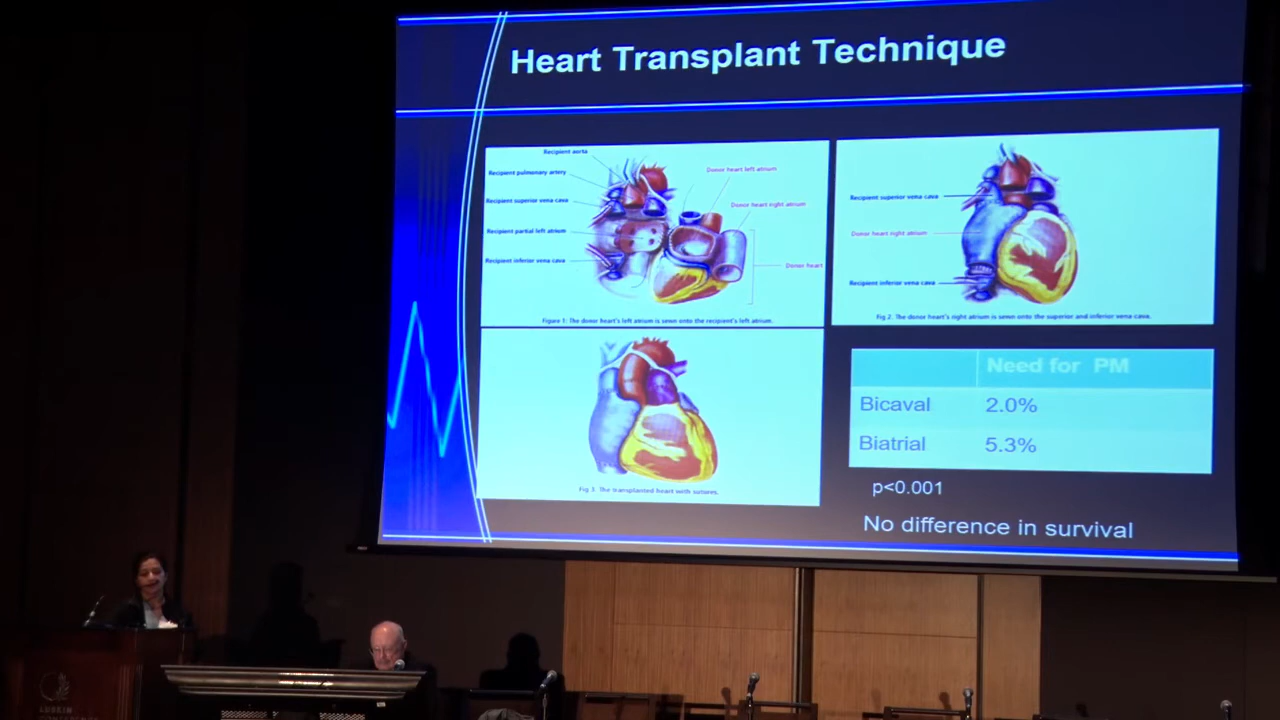 Heart Transplant Technique
Recipient aorta
Recipient pulmonary artery
Recipient superior vena cava
Recipient partial left atrium
Recipient inferior vena cava
Donor heart left atrium
Donor heart right atrium
Donor heart
Figure 1: The donor heart's left atrium is sewn onto the recipient's left atrium.
Recipient superior vena cava
Donor heart right atrium
Recipient inferior vena cava
Fig 2. The donor heart's right atrium is sewn onto the superior and inferior vena cava.
Fig 3. The transplanted heart with sutures.
Need for PM
Bicaval 2.0%
Biatrial 5.3%
p<0.001
No difference in survival
LUSKIN
CONFERENCE